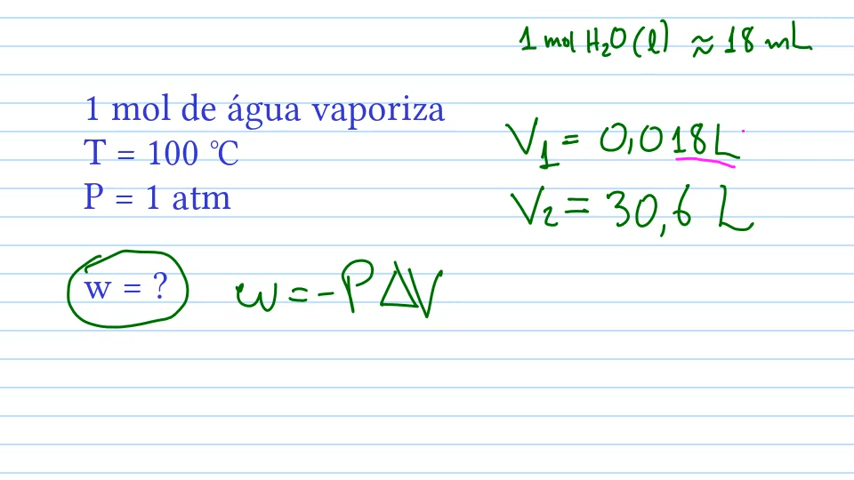 1 mol H₂O(l) ≈ 18 mL
1 mol de água vaporiza
T = 100 °C
P = 1 atm
V₁ = 0,018L
V₂ = 30,6 L
w = ?
w = -PΔV